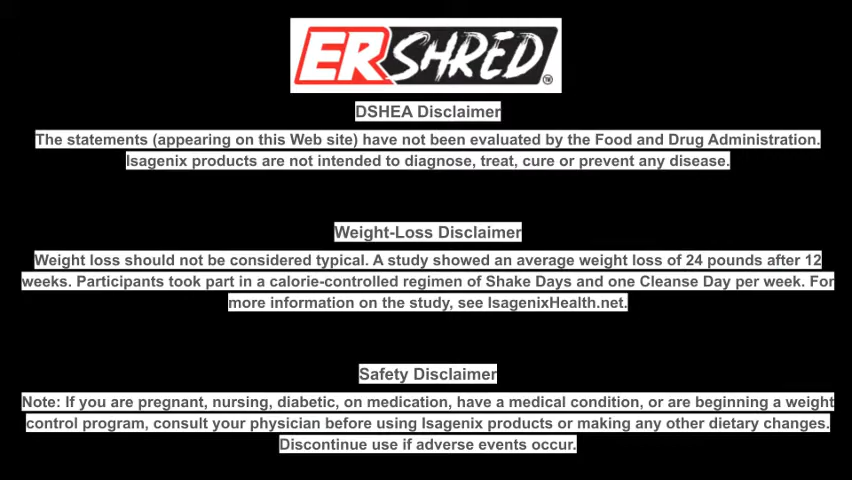 ERSHRED™
DSHEA Disclaimer
The statements (appearing on this Web site) have not been evaluated by the Food and Drug Administration.
Isagenix products are not intended to diagnose, treat, cure or prevent any disease.
Weight-Loss Disclaimer
Weight loss should not be considered typical. A study showed an average weight loss of 24 pounds after 12
weeks. Participants took part in a calorie-controlled regimen of Shake Days and one Cleanse Day per week. For
more information on the study, see IsagenixHealth.net.
Safety Disclaimer
Note: If you are pregnant, nursing, diabetic, on medication, have a medical condition, or are beginning a weight
control program, consult your physician before using Isagenix products or making any other dietary changes.
Discontinue use if adverse events occur.